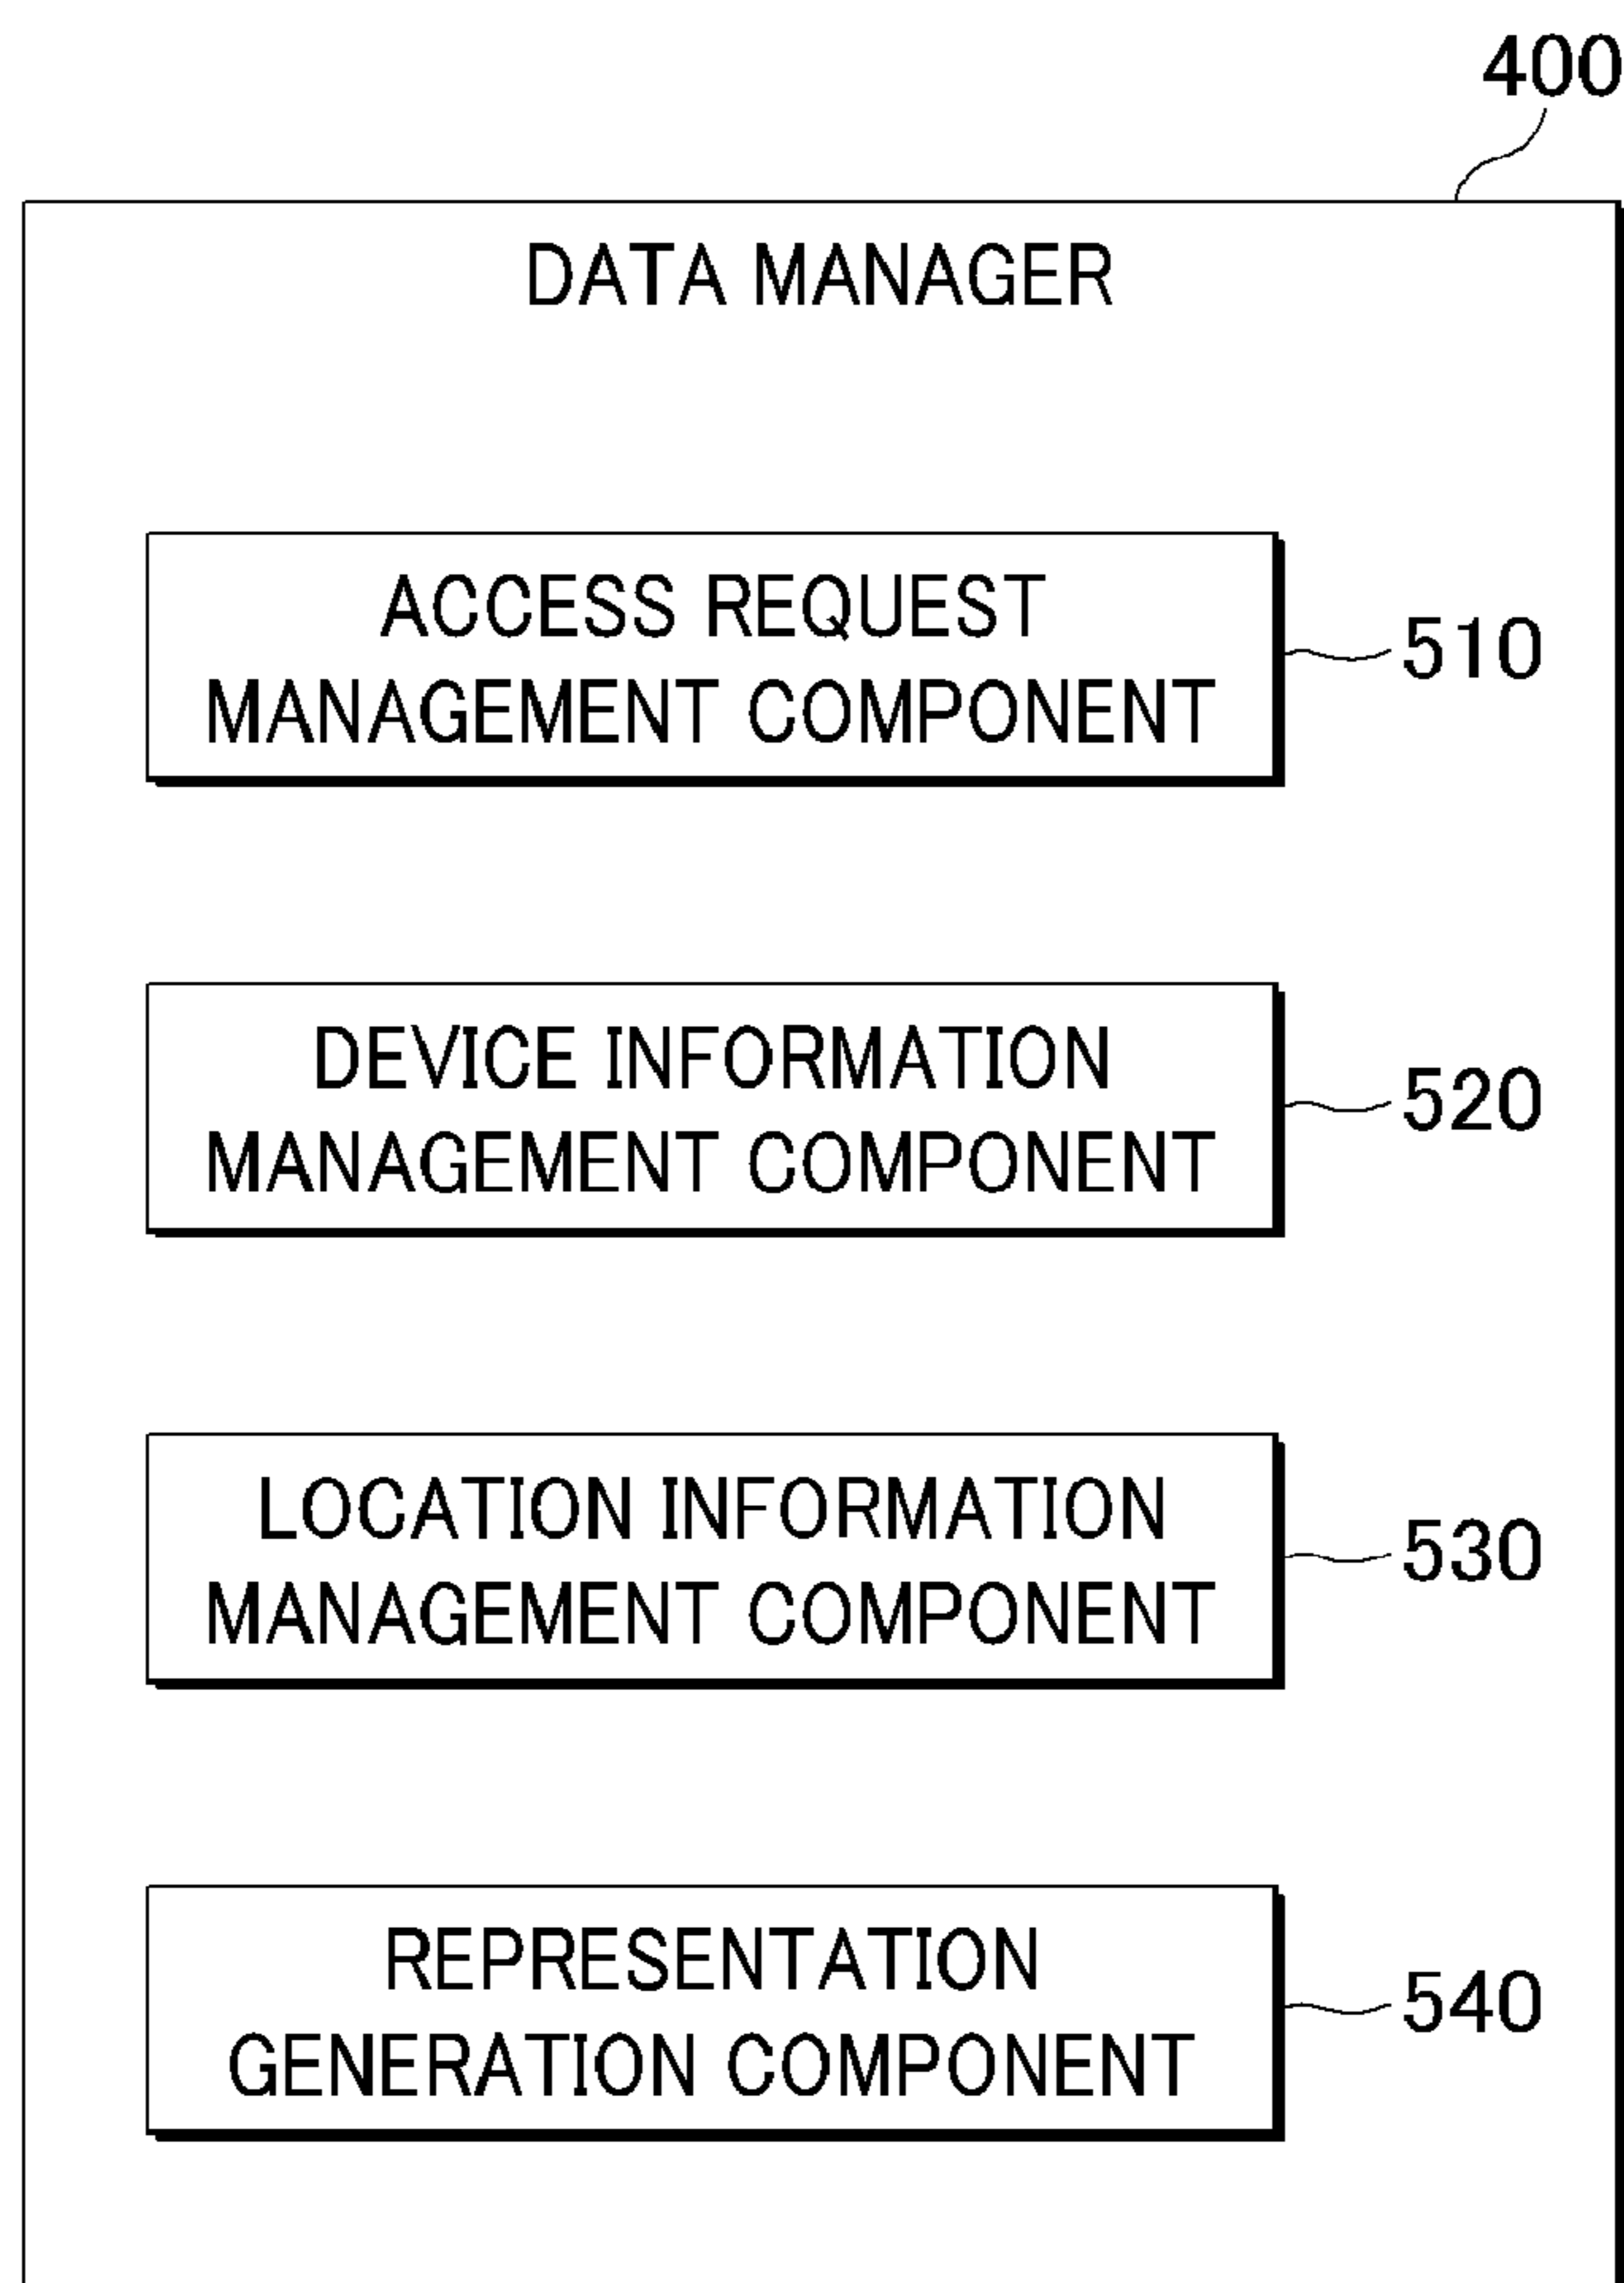 400
DATA MANAGER
ACCESS REQUEST
MANAGEMENT COMPONENT
510
DEVICE INFORMATION
MANAGEMENT COMPONENT
520
LOCATION INFORMATION
MANAGEMENT COMPONENT
530
REPRESENTATION
GENERATION COMPONENT
540